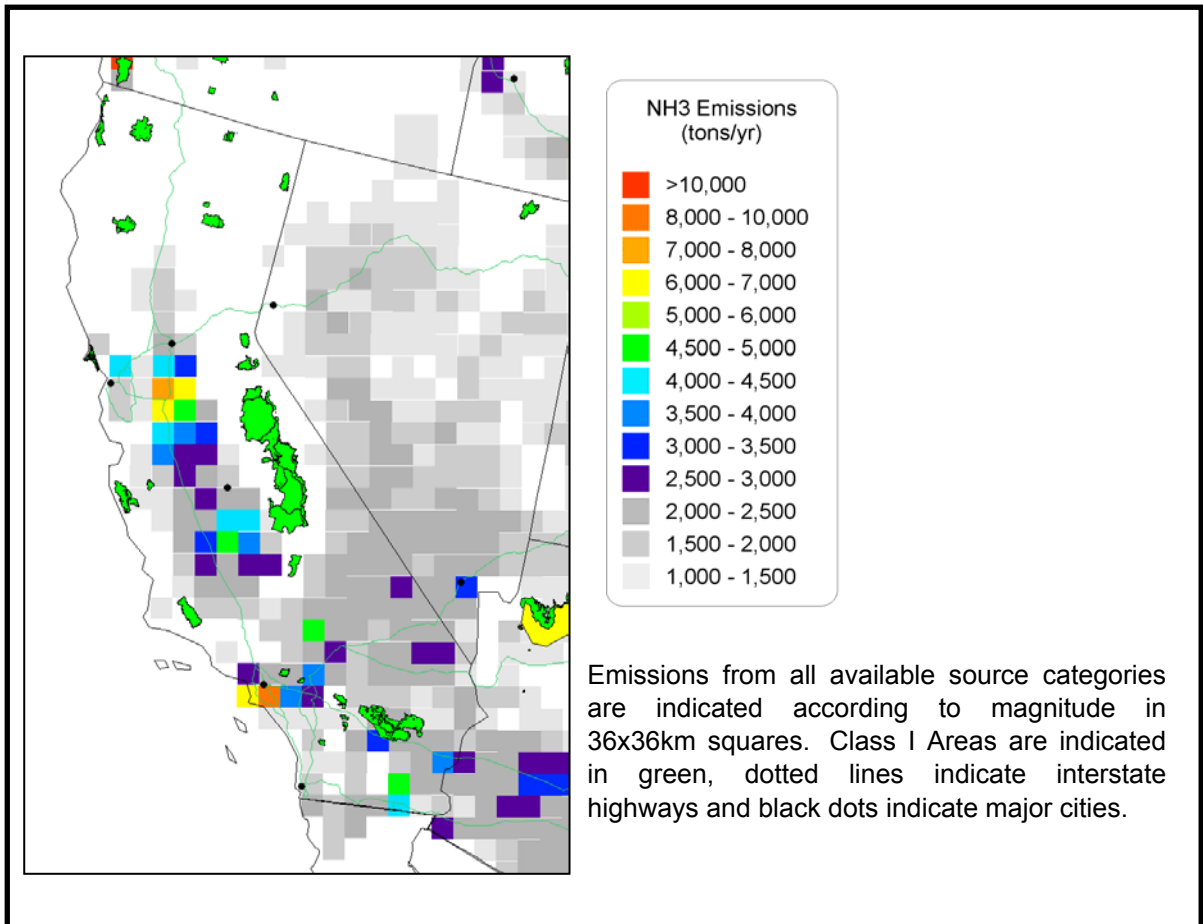 NH3 Emissions
(tons/yr)
>10,000
8,000 - 10,000
7,000 - 8,000
6,000 - 7,000
5,000 - 6,000
4,500 - 5,000
4,000 - 4,500
3,500 - 4,000
3,000 - 3,500
2,500 - 3,000
2,000 - 2,500
1,500 - 2,000
1,000 - 1,500
Emissions from all available source categories
are indicated according to magnitude in
36x36km squares. Class I Areas are indicated
in green, dotted lines indicate interstate
highways and black dots indicate major cities.